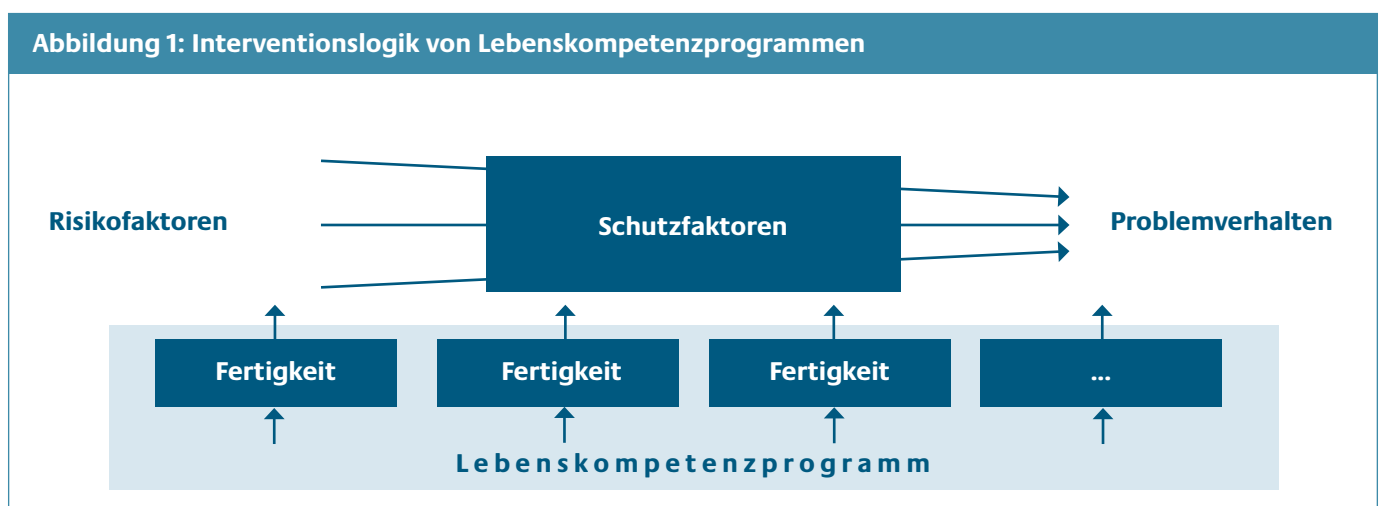 Abbildung 1: Interventionslogik von Lebenskompetenzprogrammen
Risikofaktoren
Schutzfaktoren
Problemverhalten
Fertigkeit
Fertigkeit
Fertigkeit
...
Lebenskompetenzprogramm